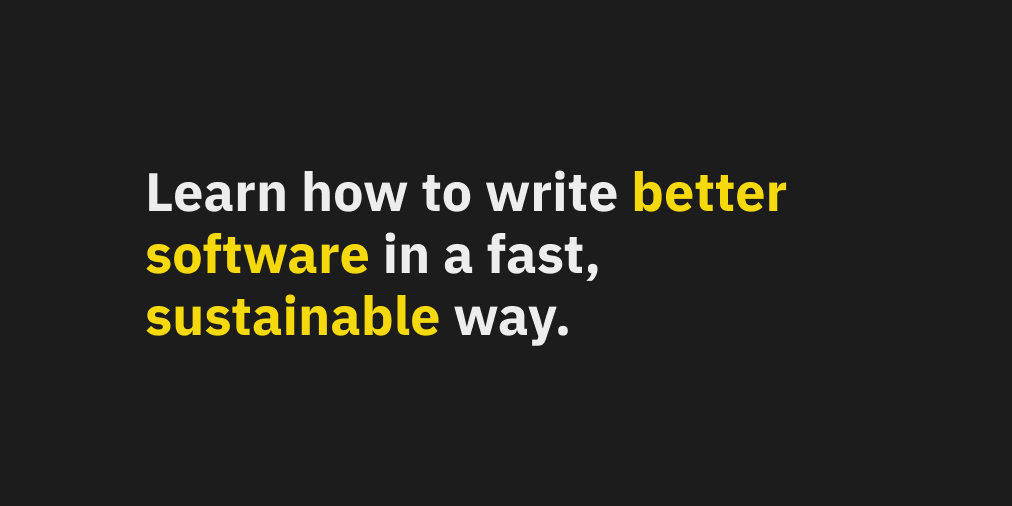 Learn how to write better
software in a fast,
sustainable way.